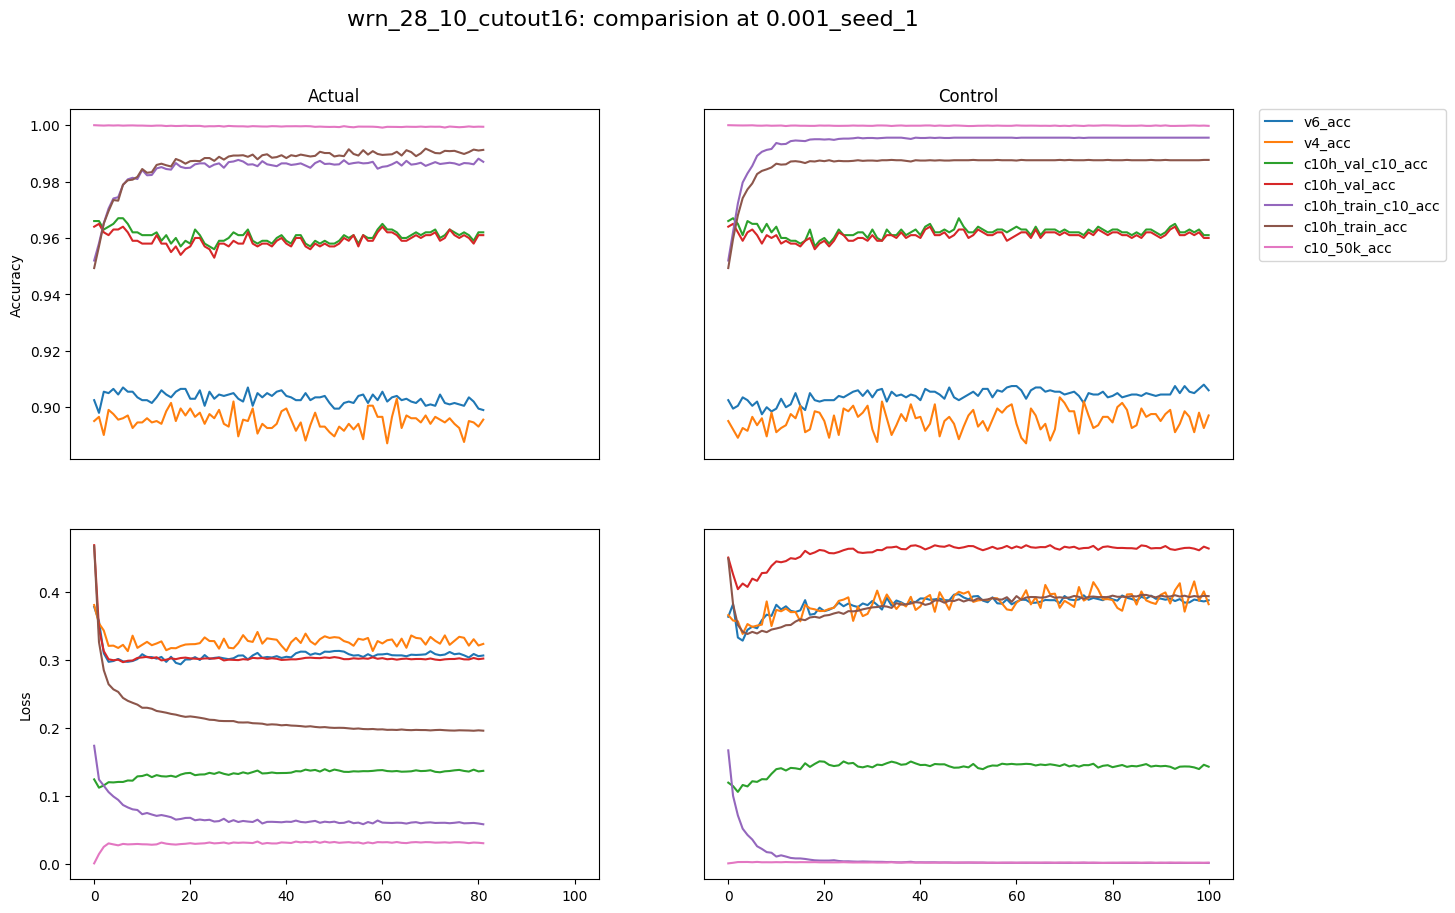 wrn_28_10_cutout16: comparision at 0.001_seed_1
Actual
Control
Accuracy
1.00
0.98
0.96
0.94
0.92
0.90
v6_acc
v4_acc
c10h_val_c10_acc
c10h_val_acc
c10h_train_c10_acc
c10h_train_acc
c10_50k_acc
Loss
0.4
0.3
0.2
0.1
0.0
0 20 40 60 80 100
0 20 40 60 80 100